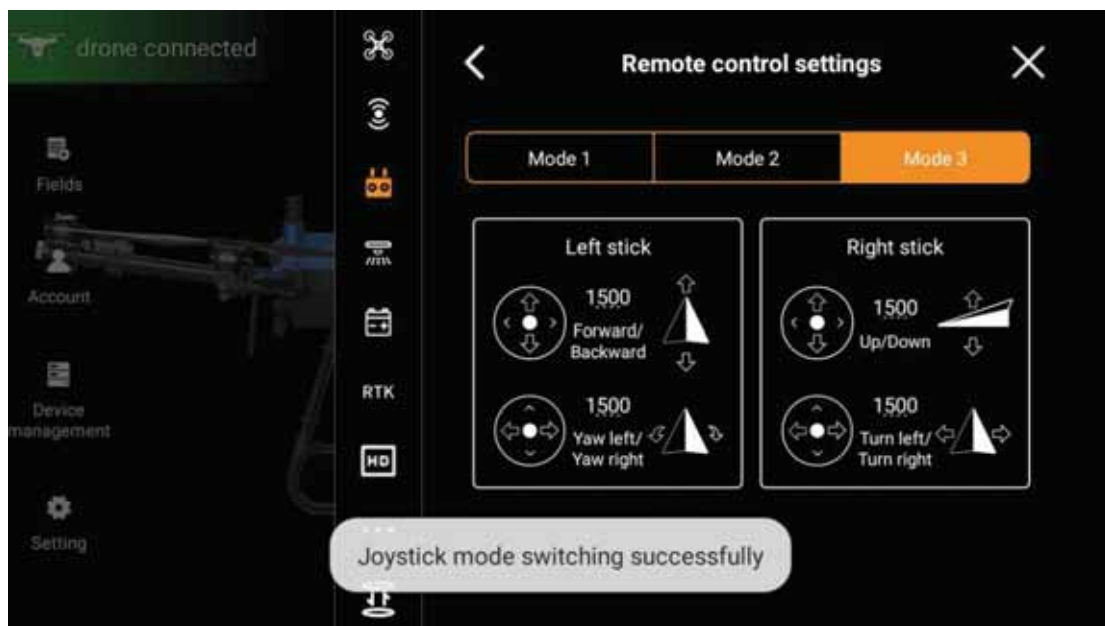 drone connected
Fields
Account
Device
management
Setting
RTK
HD
Remote control settings
Mode 1
Mode 2
Mode 3
Left stick
1500
Forward/
Backward
1500
Yaw left/
Yaw right
Right stick
1500
Up/Down
1500
Turn left/
Turn right
Joystick mode switching successfully